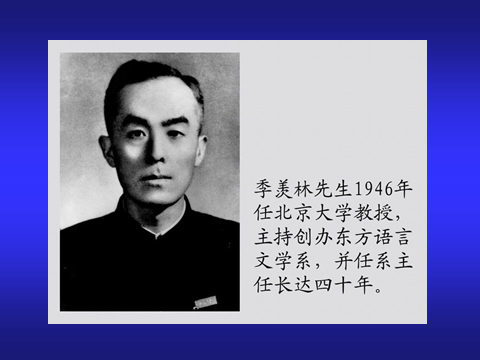 季羡林先生1946年
任北京大学教授，
主持创办东方语言
文学系，并任系主
任长达四十年。